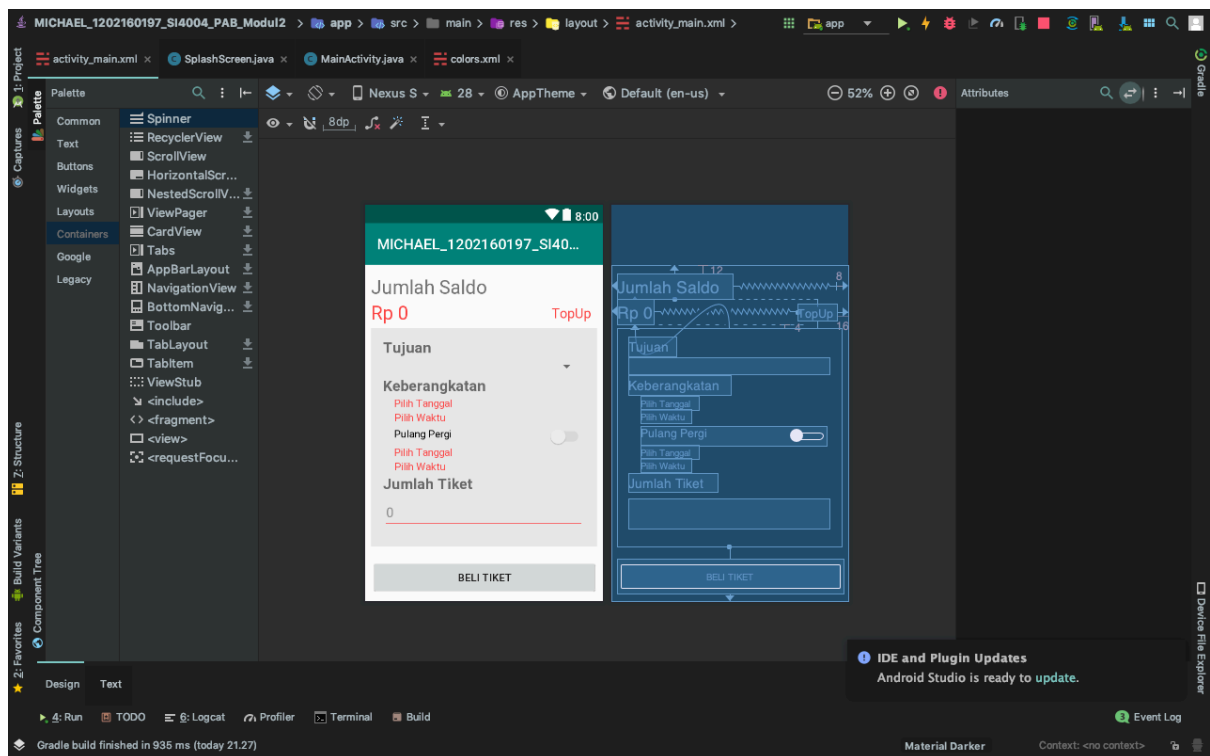 MICHAEL_1202160197_SI4004_PAB_Modul2 > app > src > main > res > layout > activity_main.xml >
app
activity_main.xml ×
SplashScreen.java ×
MainActivity.java ×
colors.xml ×
1: Project
Captures
7: Structure
Build Variants
2: Favorites
Palette
Component Tree
Gradle
Device File Explorer
Palette
Common
Text
Buttons
Widgets
Layouts
Containers
Google
Legacy
Spinner
RecyclerView
ScrollView
HorizontalScr...
NestedScrollV...
ViewPager
CardView
Tabs
AppBarLayout
NavigationView
BottomNavig...
Toolbar
TabLayout
TabItem
ViewStub
<include>
<fragment>
<view>
<requestFocu...
Nexus S
28
AppTheme
Default (en-us)
52%
Attributes
8dp
8:00
MICHAEL_1202160197_SI40...
Jumlah Saldo
Rp 0
TopUp
Tujuan
Keberangkatan
Pilih Tanggal
Pilih Waktu
Pulang Pergi
Pilih Tanggal
Pilih Waktu
Jumlah Tiket
0
BELI TIKET
12
8
Jumlah Saldo
Rp 0
TopUp
4
16
Tujuan
Keberangkatan
Pilih Tanggal
Pilih Waktu
Pulang Pergi
Pilih Tanggal
Pilih Waktu
Jumlah Tiket
BELI TIKET
IDE and Plugin Updates
Android Studio is ready to update.
Design
Text
4: Run
TODO
6: Logcat
Profiler
Terminal
Build
3 Event Log
Gradle build finished in 935 ms (today 21.27)
Material Darker
Context: <no context>